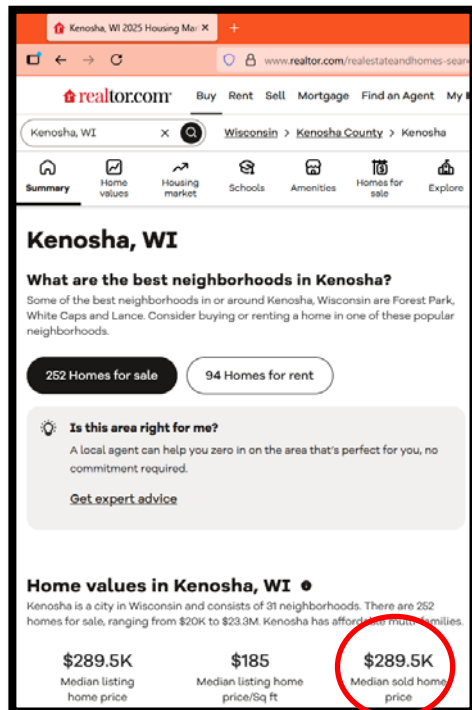 Kenosha, WI 2025 Housing Mar
www.realtor.com/realestateandhomes-sear
realtor.com Buy Rent Sell Mortgage Find an Agent My
Kenosha, WI Wisconsin > Kenosha County > Kenosha
Summary Home values Housing market Schools Amenities Homes for sale Explore
Kenosha, WI
What are the best neighborhoods in Kenosha?
Some of the best neighborhoods in or around Kenosha, Wisconsin are Forest Park,
White Caps and Lance. Consider buying or renting a home in one of these popular
neighborhoods.
252 Homes for sale 94 Homes for rent
Is this area right for me?
A local agent can help you zero in on the area that's perfect for you, no
commitment required.
Get expert advice
Home values in Kenosha, WI
Kenosha is a city in Wisconsin and consists of 31 neighborhoods. There are 252
homes for sale, ranging from $20K to $23.3M. Kenosha has affordable multi-families.
$289.5K $185 $289.5K
Median listing Median listing home Median sold home
home price price/Sq ft price